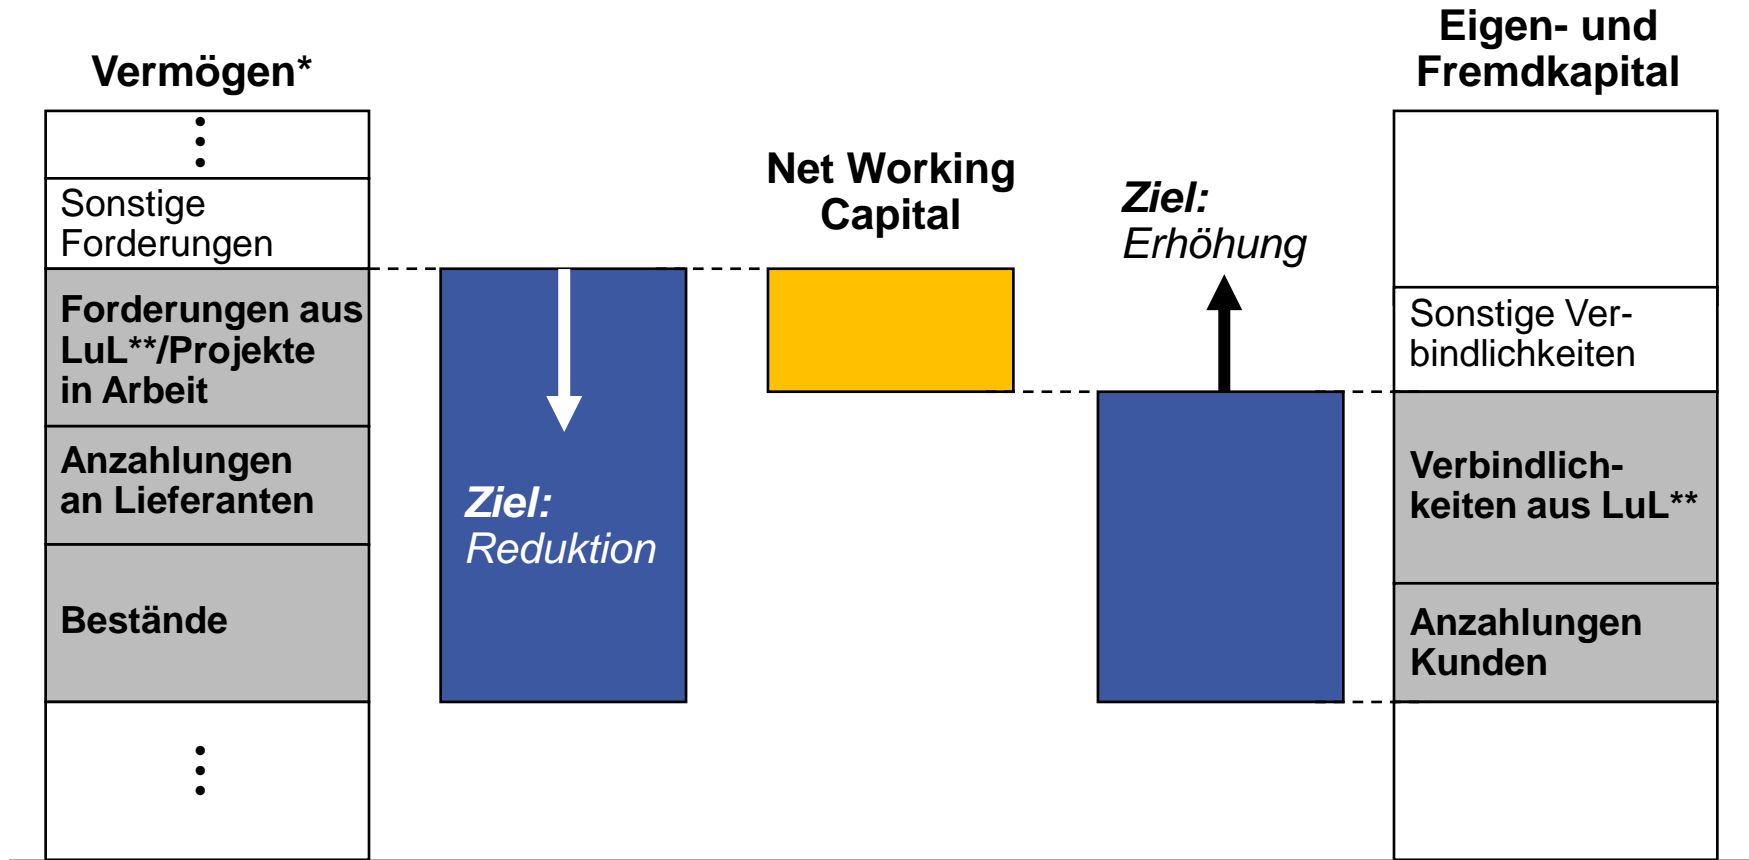 Vermögen*
Sonstige
Forderungen
Forderungen aus
LuL**/Projekte
in Arbeit
Anzahlungen
an Lieferanten
Bestände
Ziel:
Reduktion
Net Working
Capital
Ziel:
Erhöhung
Eigen- und
Fremdkapital
Sonstige Ver-
bindlichkeiten
Verbindlich-
keiten aus LuL**
Anzahlungen
Kunden